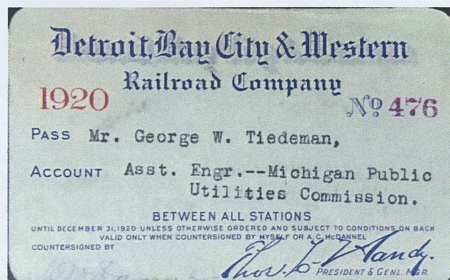 Detroit, Bay City & Western
Railroad Company
1920
No 476
PASS Mr. George W. Tiedeman,
ACCOUNT Asst. Engr.--Michigan Public
Utilities Commission.
BETWEEN ALL STATIONS
UNTIL DECEMBER 31, 1920 UNLESS OTHERWISE ORDERED AND SUBJECT TO CONDITIONS ON BACK
VALID ONLY WHEN COUNTERSIGNED BY MYSELF OR A.C. McDANNEL
COUNTERSIGNED BY
PRESIDENT & GENL. MGR.